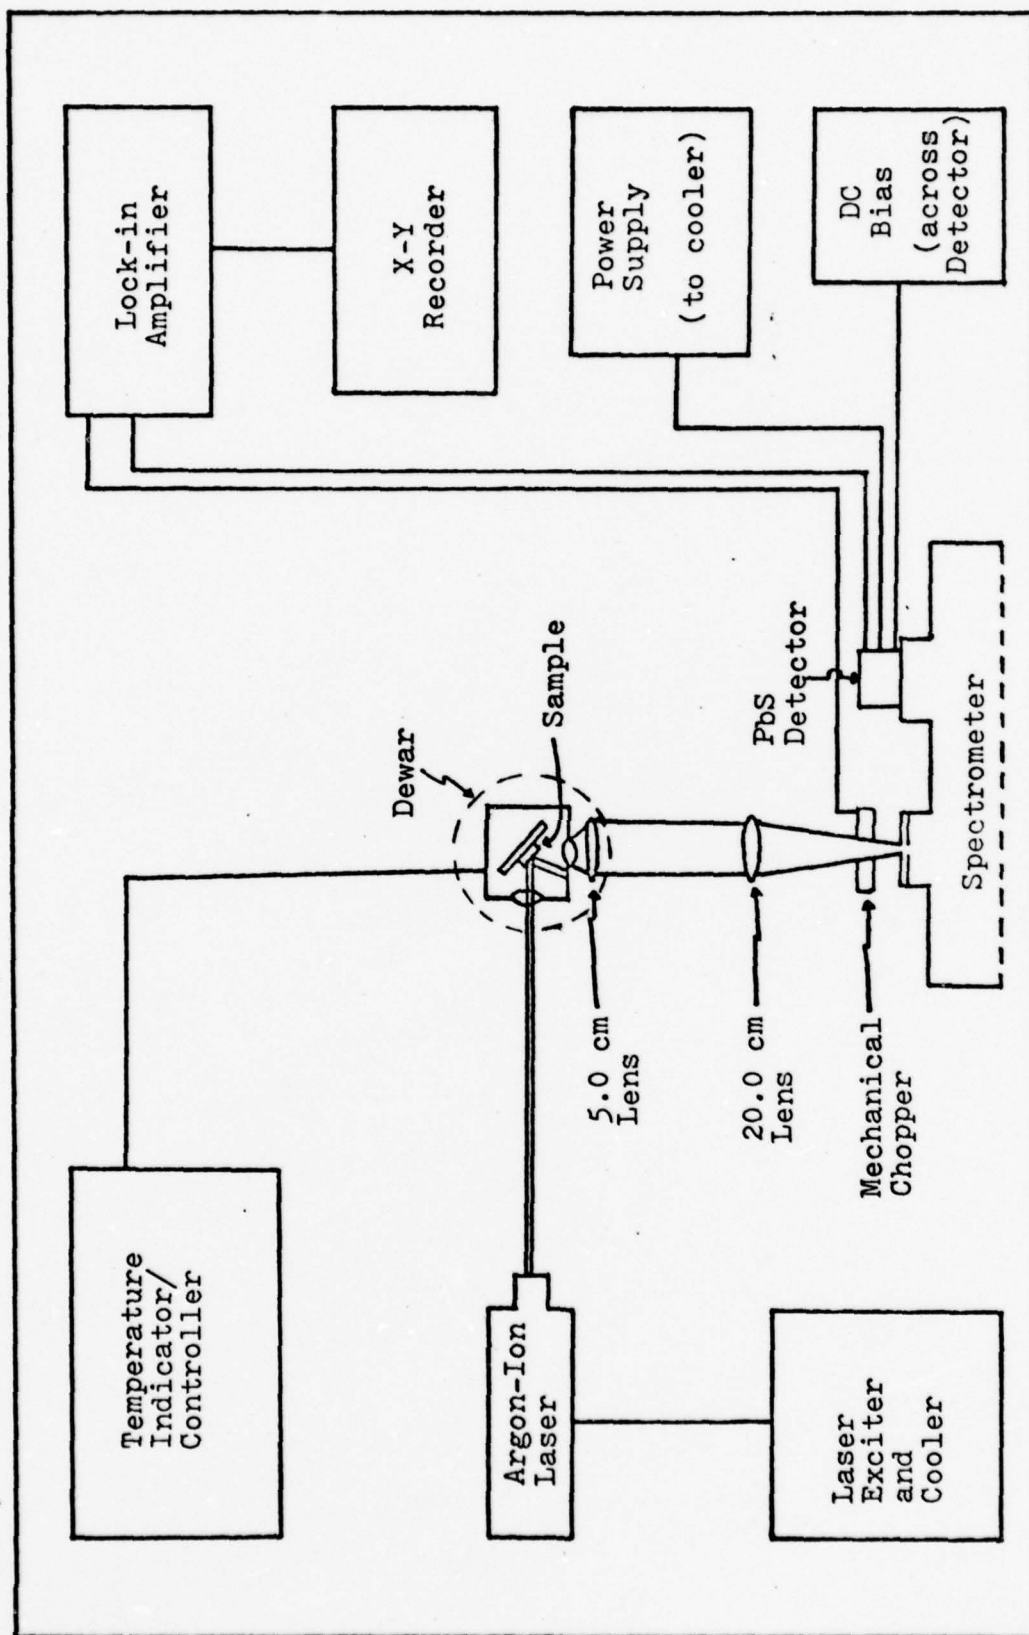 Temperature
Indicator/
Controller
Lock-in
Amplifier
X-Y
Recorder
Dewar
Sample
Argon-Ion
Laser
5.0 cm
Lens
20.0 cm
Lens
Mechanical
Chopper
PbS
Detector
Power
Supply
(to cooler)
Laser
Exciter
and
Cooler
Spectrometer
DC
Bias
(across
Detector)